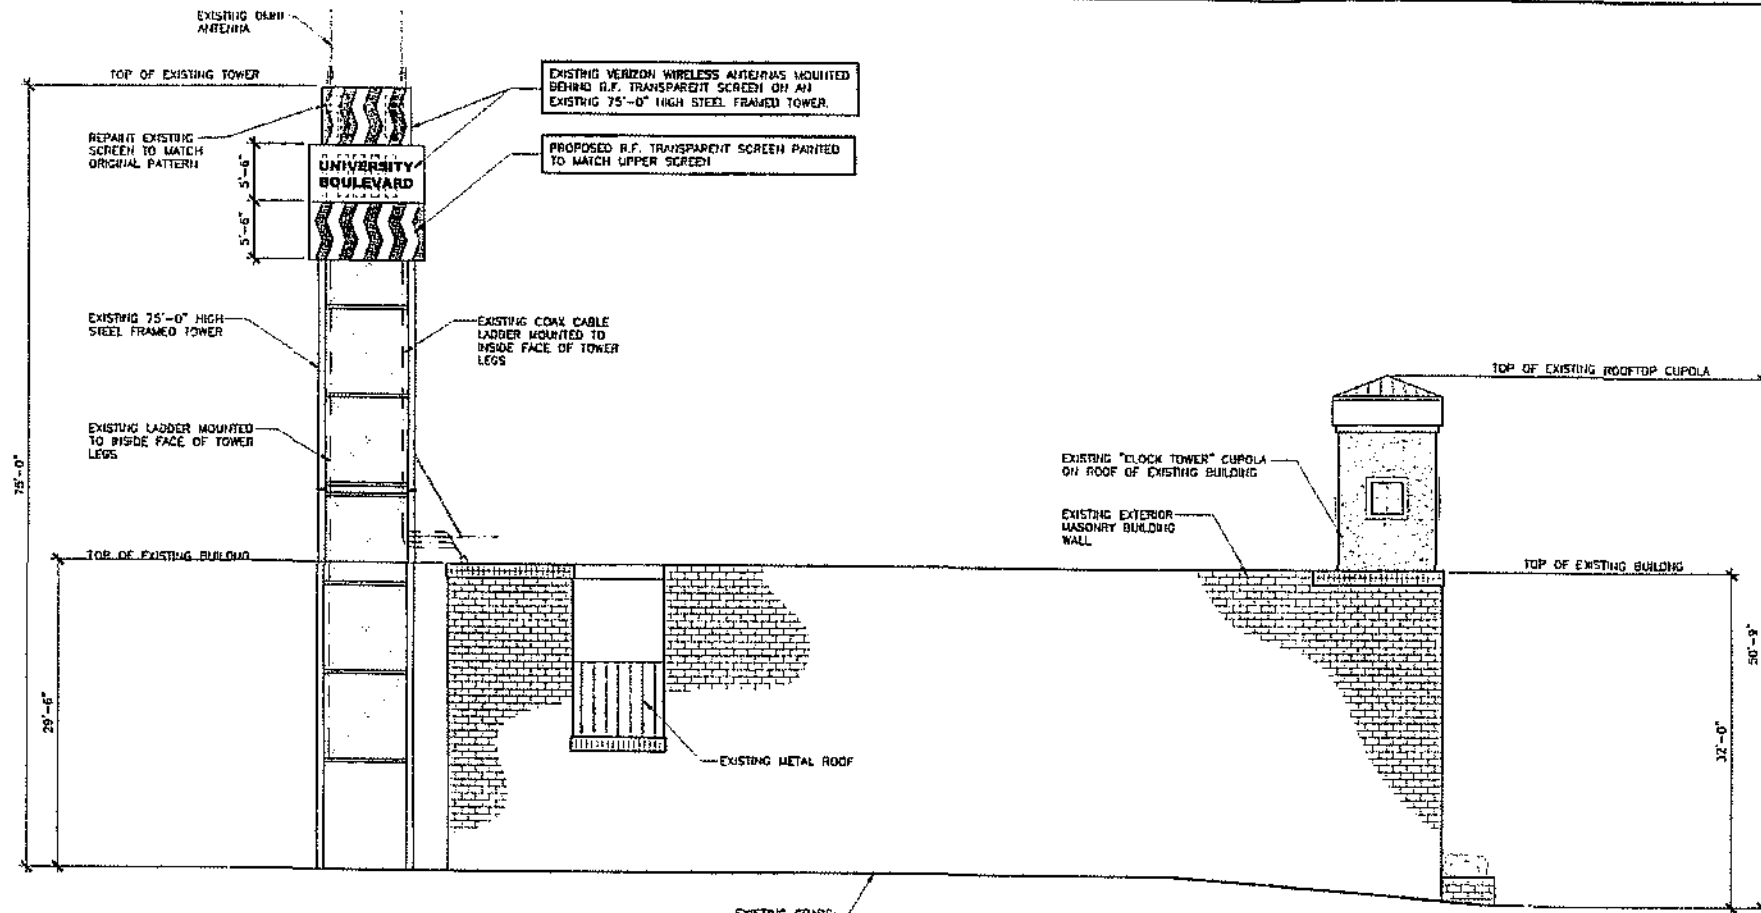 EXISTING OMNI
ANTENNA
TOP OF EXISTING TOWER
EXISTING VERIZON WIRELESS ANTENNAS MOUNTED
BEHIND R.F. TRANSPARENT SCREEN ON AN
EXISTING 75'-0" HIGH STEEL FRAMED TOWER.
REPAINT EXISTING
SCREEN TO MATCH
ORIGINAL PATTERN
5'-6"
UNIVERSITY
BOULEVARD
PROPOSED R.F. TRANSPARENT SCREEN PAINTED
TO MATCH UPPER SCREEN
5'-6"
EXISTING 75'-0" HIGH
STEEL FRAMED TOWER
EXISTING COAX CABLE
LADDER MOUNTED TO
INSIDE FACE OF TOWER
LEGS
TOP OF EXISTING ROOFTOP CUPOLA
EXISTING LADDER MOUNTED
TO INSIDE FACE OF TOWER
LEGS
75'-0"
EXISTING "CLOCK TOWER" CUPOLA
ON ROOF OF EXISTING BUILDING
EXISTING EXTERIOR
MASONRY BUILDING
WALL
TOP OF EXISTING BUILDING
TOP OF EXISTING BUILDING
50'-9"
29'-6"
32'-0"
EXISTING METAL ROOF
EXISTING